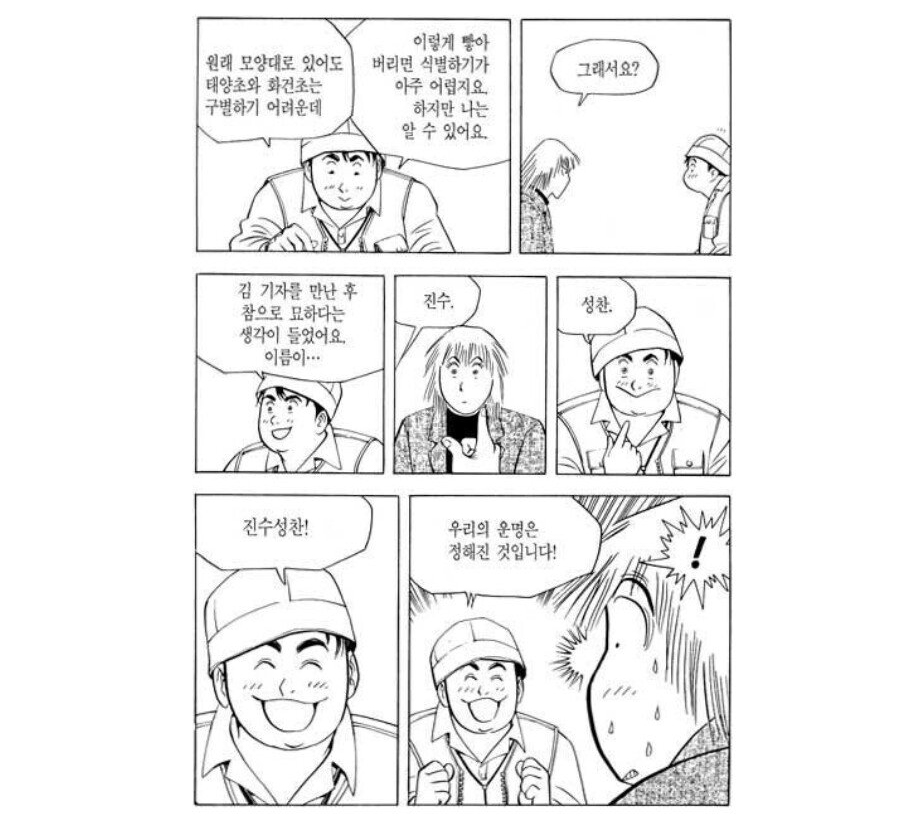 원래 모양대로 있어도
태양초와 화건초는
구별하기 어려운데
이렇게 빻아
버리면 식별하기가
아주 어렵지요.
하지만 나는
알 수 있어요.
그래서요?
김 기자를 만난 후
참으로 묘하다는
생각이 들었어요.
이름이…
진수.
성찬.
진수성찬!
우리의 운명은
정해진 것입니다!
!